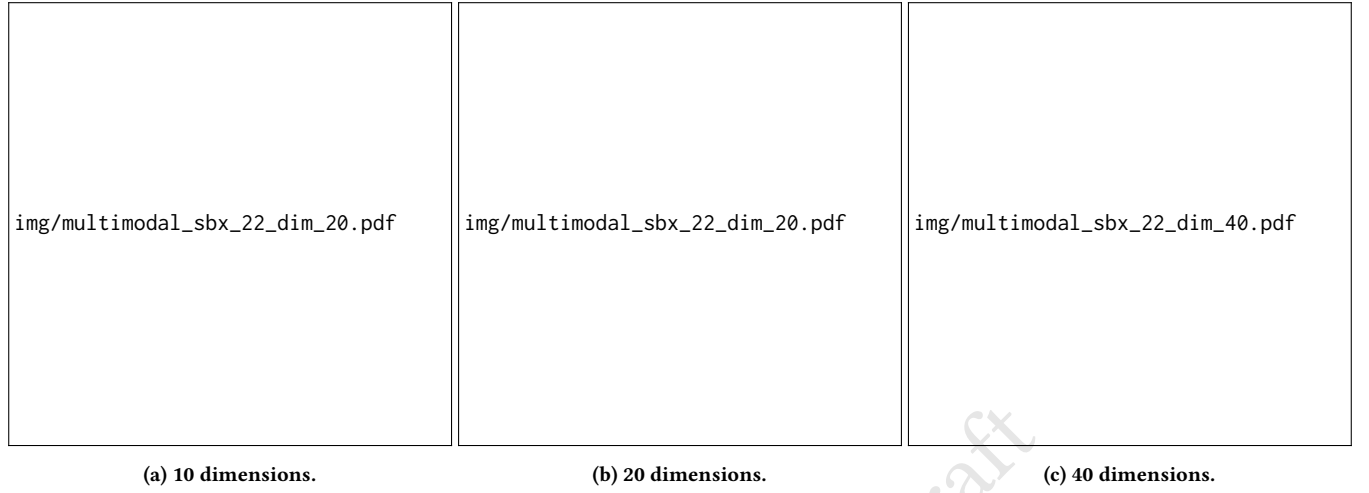 img/multimodal_sbx_22_dim_20.pdf
img/multimodal_sbx_22_dim_20.pdf
img/multimodal_sbx_22_dim_40.pdf
(a) 10 dimensions.
(b) 20 dimensions.
(c) 40 dimensions.